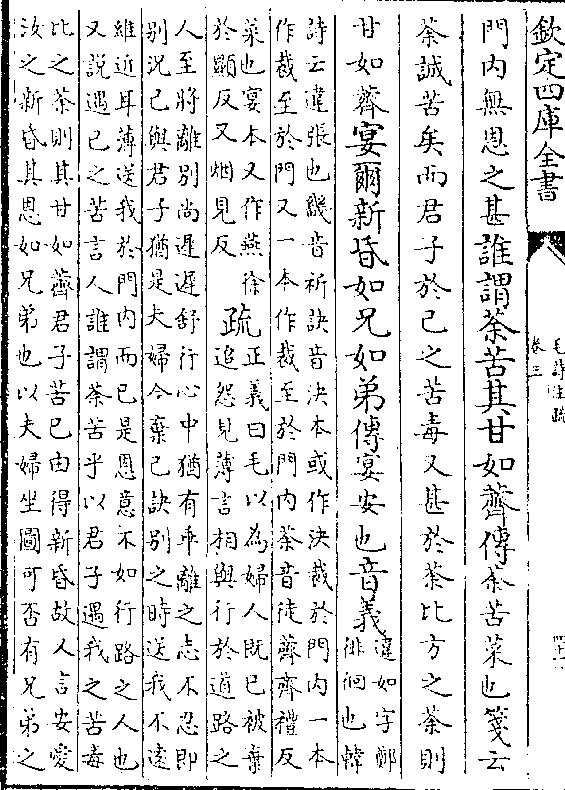 欽定四庫全書
毛詩注疏
卷三
門内無恩之甚誰謂荼苦其甘如薺傳荼苦菜也箋云
荼誠苦矣而君子於己之苦毒又甚於荼比方之荼則
甘如薺宴爾新昏如兄如弟傳宴安也音義
違如字鄭
徘徊也韓
詩云違張也畿音祈訣音決本或作決裁於門内一本
作裁至於門又一本作裁至於門内荼音徒薺齊禮反
菜也宴本又作燕徐
於顯反又烟見反
疏
正義曰毛以為婦人既已被棄
追怨見薄言相與行於道路之
人至將離别尚遲遲舒行心中猶有乖離之志不忍即
别況己與君子猶是夫婦今棄己訣别之時送我不逺
維近耳薄送我於門内而已是恩意不如行路之人也
又説遇己之苦言人誰謂荼苦乎以君子遇我之苦毒
比之荼則其甘如薺君子苦己由得新昏故人言安愛
汝之新昏其恩如兄弟也以夫婦坐圖可否有兄弟之